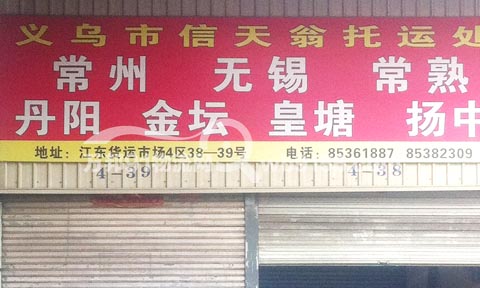 义乌市信天翁托运处
常州 无锡 常熟
丹阳 金坛 皇塘 扬中
地址：江东货运市场4区38—39号 电话：85361887 85382309
4-39 4-38